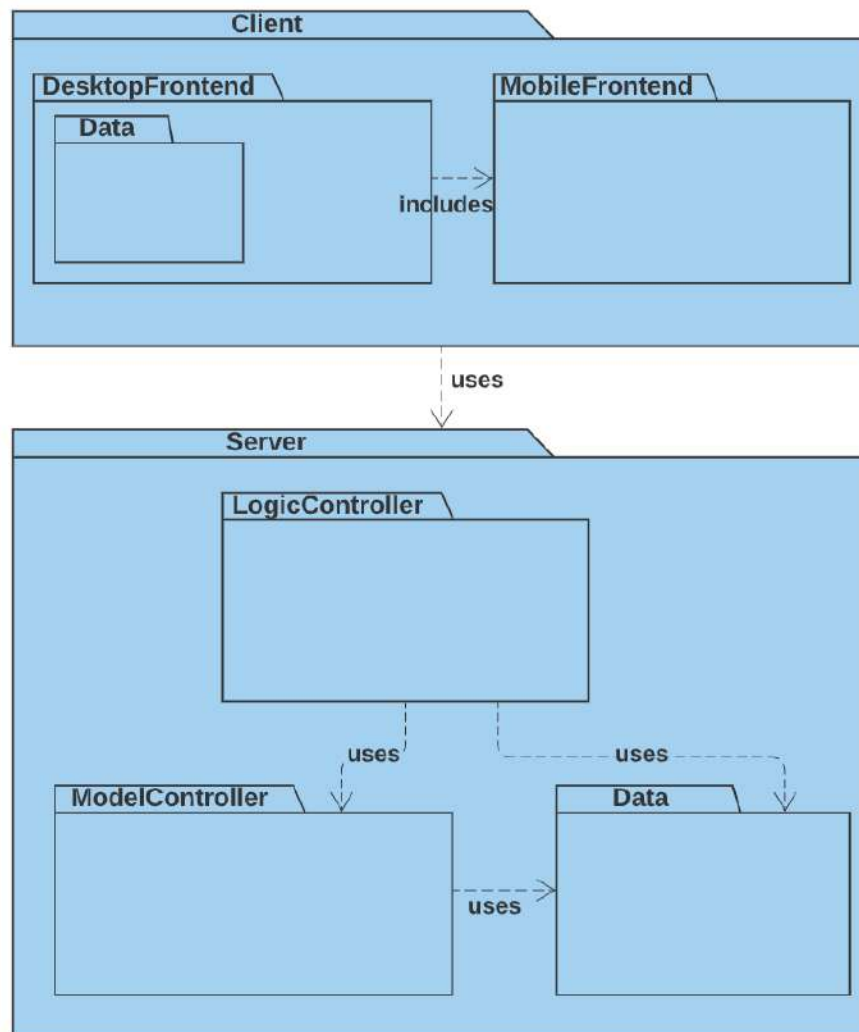 Client
DesktopFrontend
MobileFrontend
Data
includes
uses
Server
LogicController
uses
uses
ModelController
Data
uses